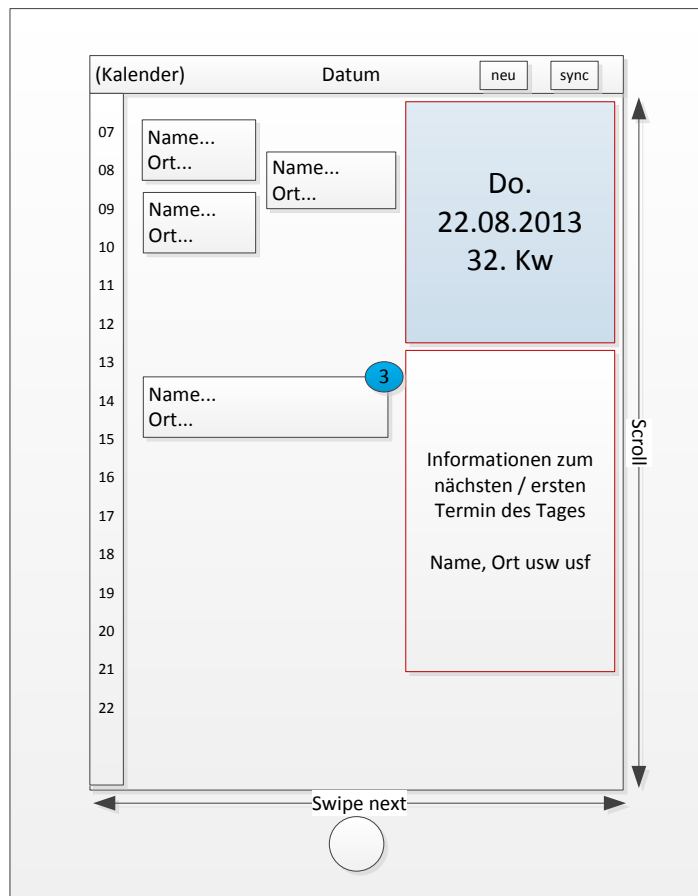 (Kalender) Datum neu sync
07
08
09
10
11
12
13
14
15
16
17
18
19
20
21
22
Name...
Ort...
Name...
Ort...
Name...
Ort...
3
Name...
Ort...
Do.
22.08.2013
32. Kw
Informationen zum
nächsten / ersten
Termin des Tages
Name, Ort usw usf
Scroll
Swipe next